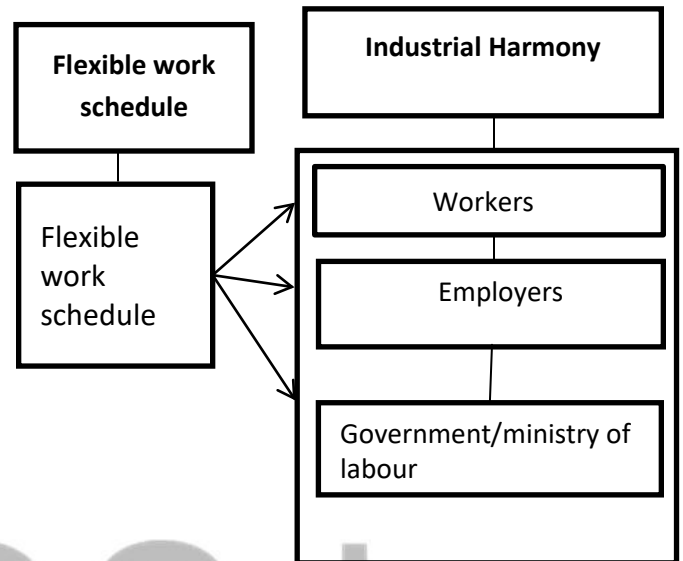 Flexible work
schedule
Industrial Harmony
Flexible
work
schedule
Workers
Employers
Government/ministry of
labour